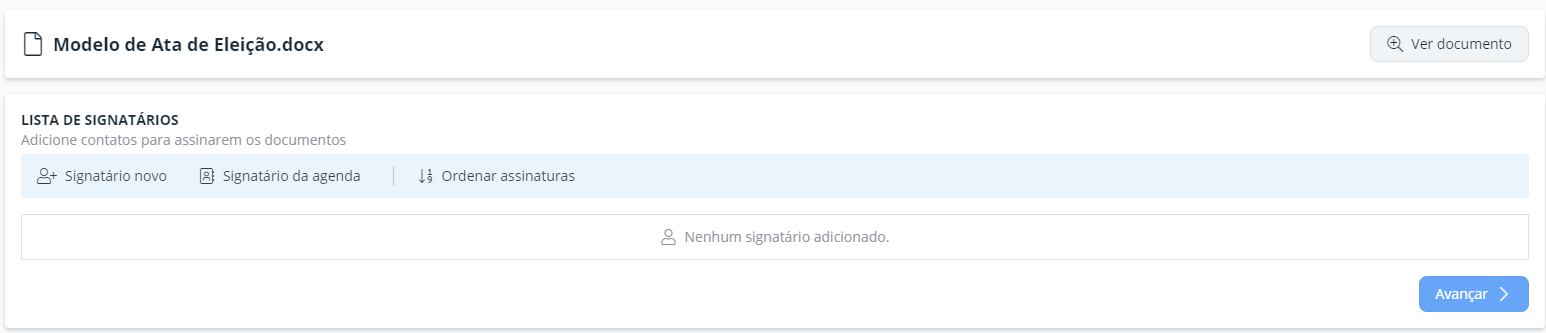 Modelo de Ata de Eleição.docx
Ver documento
LISTA DE SIGNATÁRIOS
Adicione contatos para assinarem os documentos
Signatário novo Signatário da agenda Ordenar assinaturas
Nenhum signatário adicionado.
Avançar